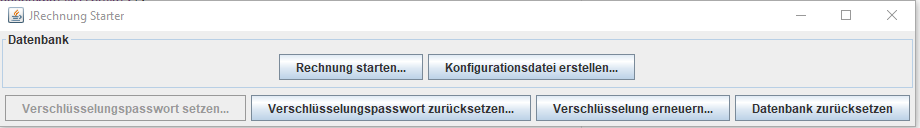 JRechnung Starter
Datenbank
Rechnung starten... Konfigurationsdatei erstellen...
Verschlüsselungspasswort setzen... Verschlüsselungspasswort zurücksetzen... Verschlüsselung erneuern... Datenbank zurücksetzen